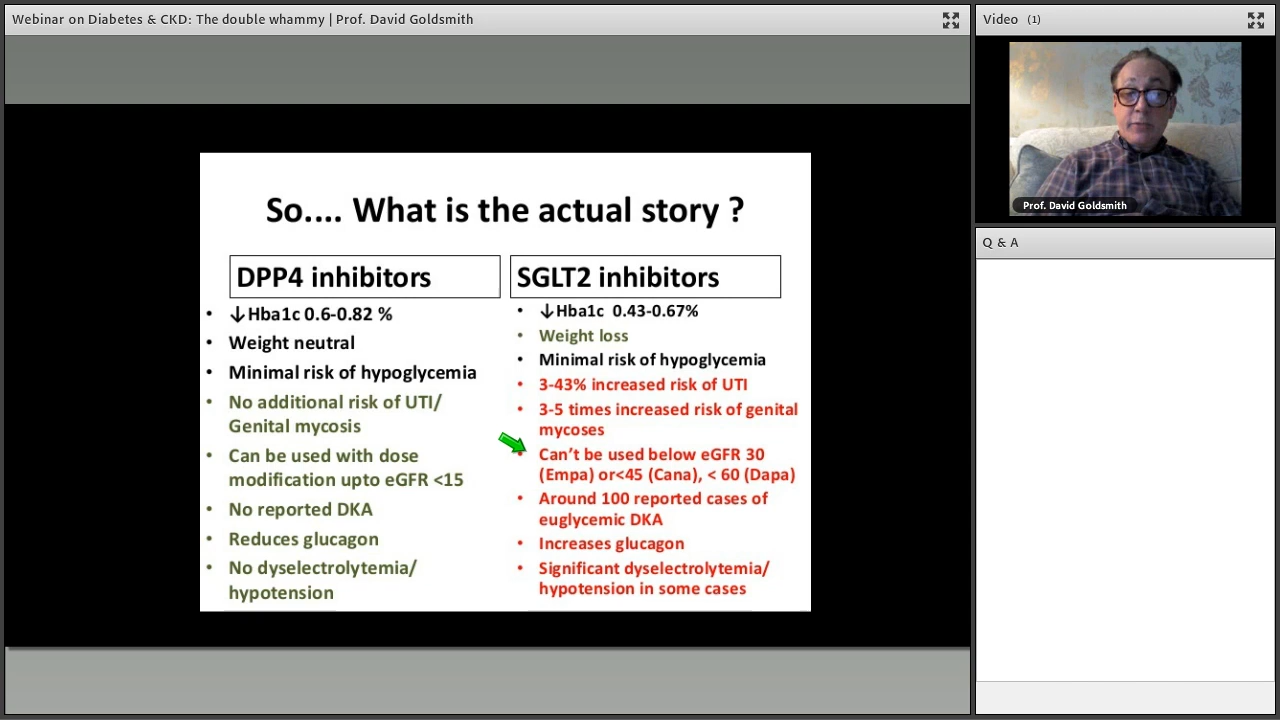 Webinar on Diabetes & CKD: The double whammy | Prof. David Goldsmith
Video (1)
Prof. David Goldsmith
Q & A
So.... What is the actual story ?
DPP4 inhibitors
• ↓Hba1c 0.6-0.82 %
• Weight neutral
• Minimal risk of hypoglycemia
• No additional risk of UTI/
Genital mycosis
• Can be used with dose
modification upto eGFR <15
• No reported DKA
• Reduces glucagon
• No dyselectrolytemia/
hypotension
SGLT2 inhibitors
• ↓Hba1c 0.43-0.67%
• Weight loss
• Minimal risk of hypoglycemia
• 3-43% increased risk of UTI
• 3-5 times increased risk of genital
mycoses
• Can’t be used below eGFR 30
(Empa) or<45 (Cana), < 60 (Dapa)
• Around 100 reported cases of
euglycemic DKA
• Increases glucagon
• Significant dyselectrolytemia/
hypotension in some cases